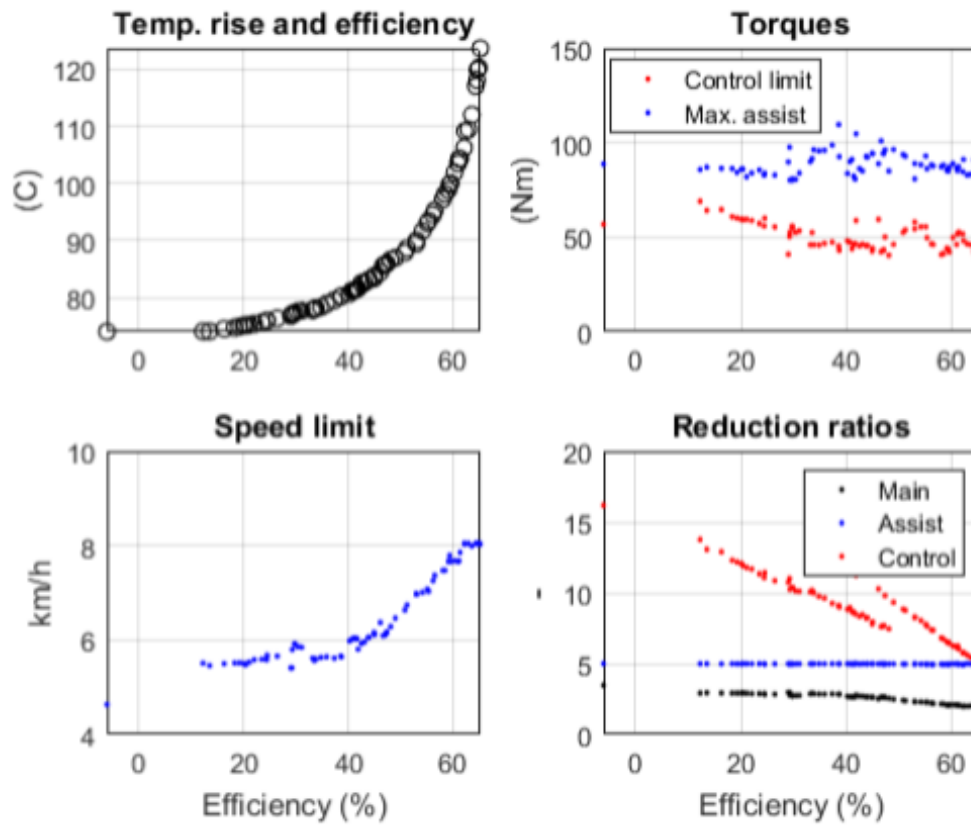 Temp. rise and efficiency
120
110
100
90
80
(C)
0 20 40 60
Torques
150
100
50
0
(Nm)
Control limit
Max. assist
0 20 40 60
Speed limit
10
8
6
4
km/h
0 20 40 60
Efficiency (%)
Reduction ratios
20
15
10
5
0
Main
Assist
Control
0 20 40 60
Efficiency (%)